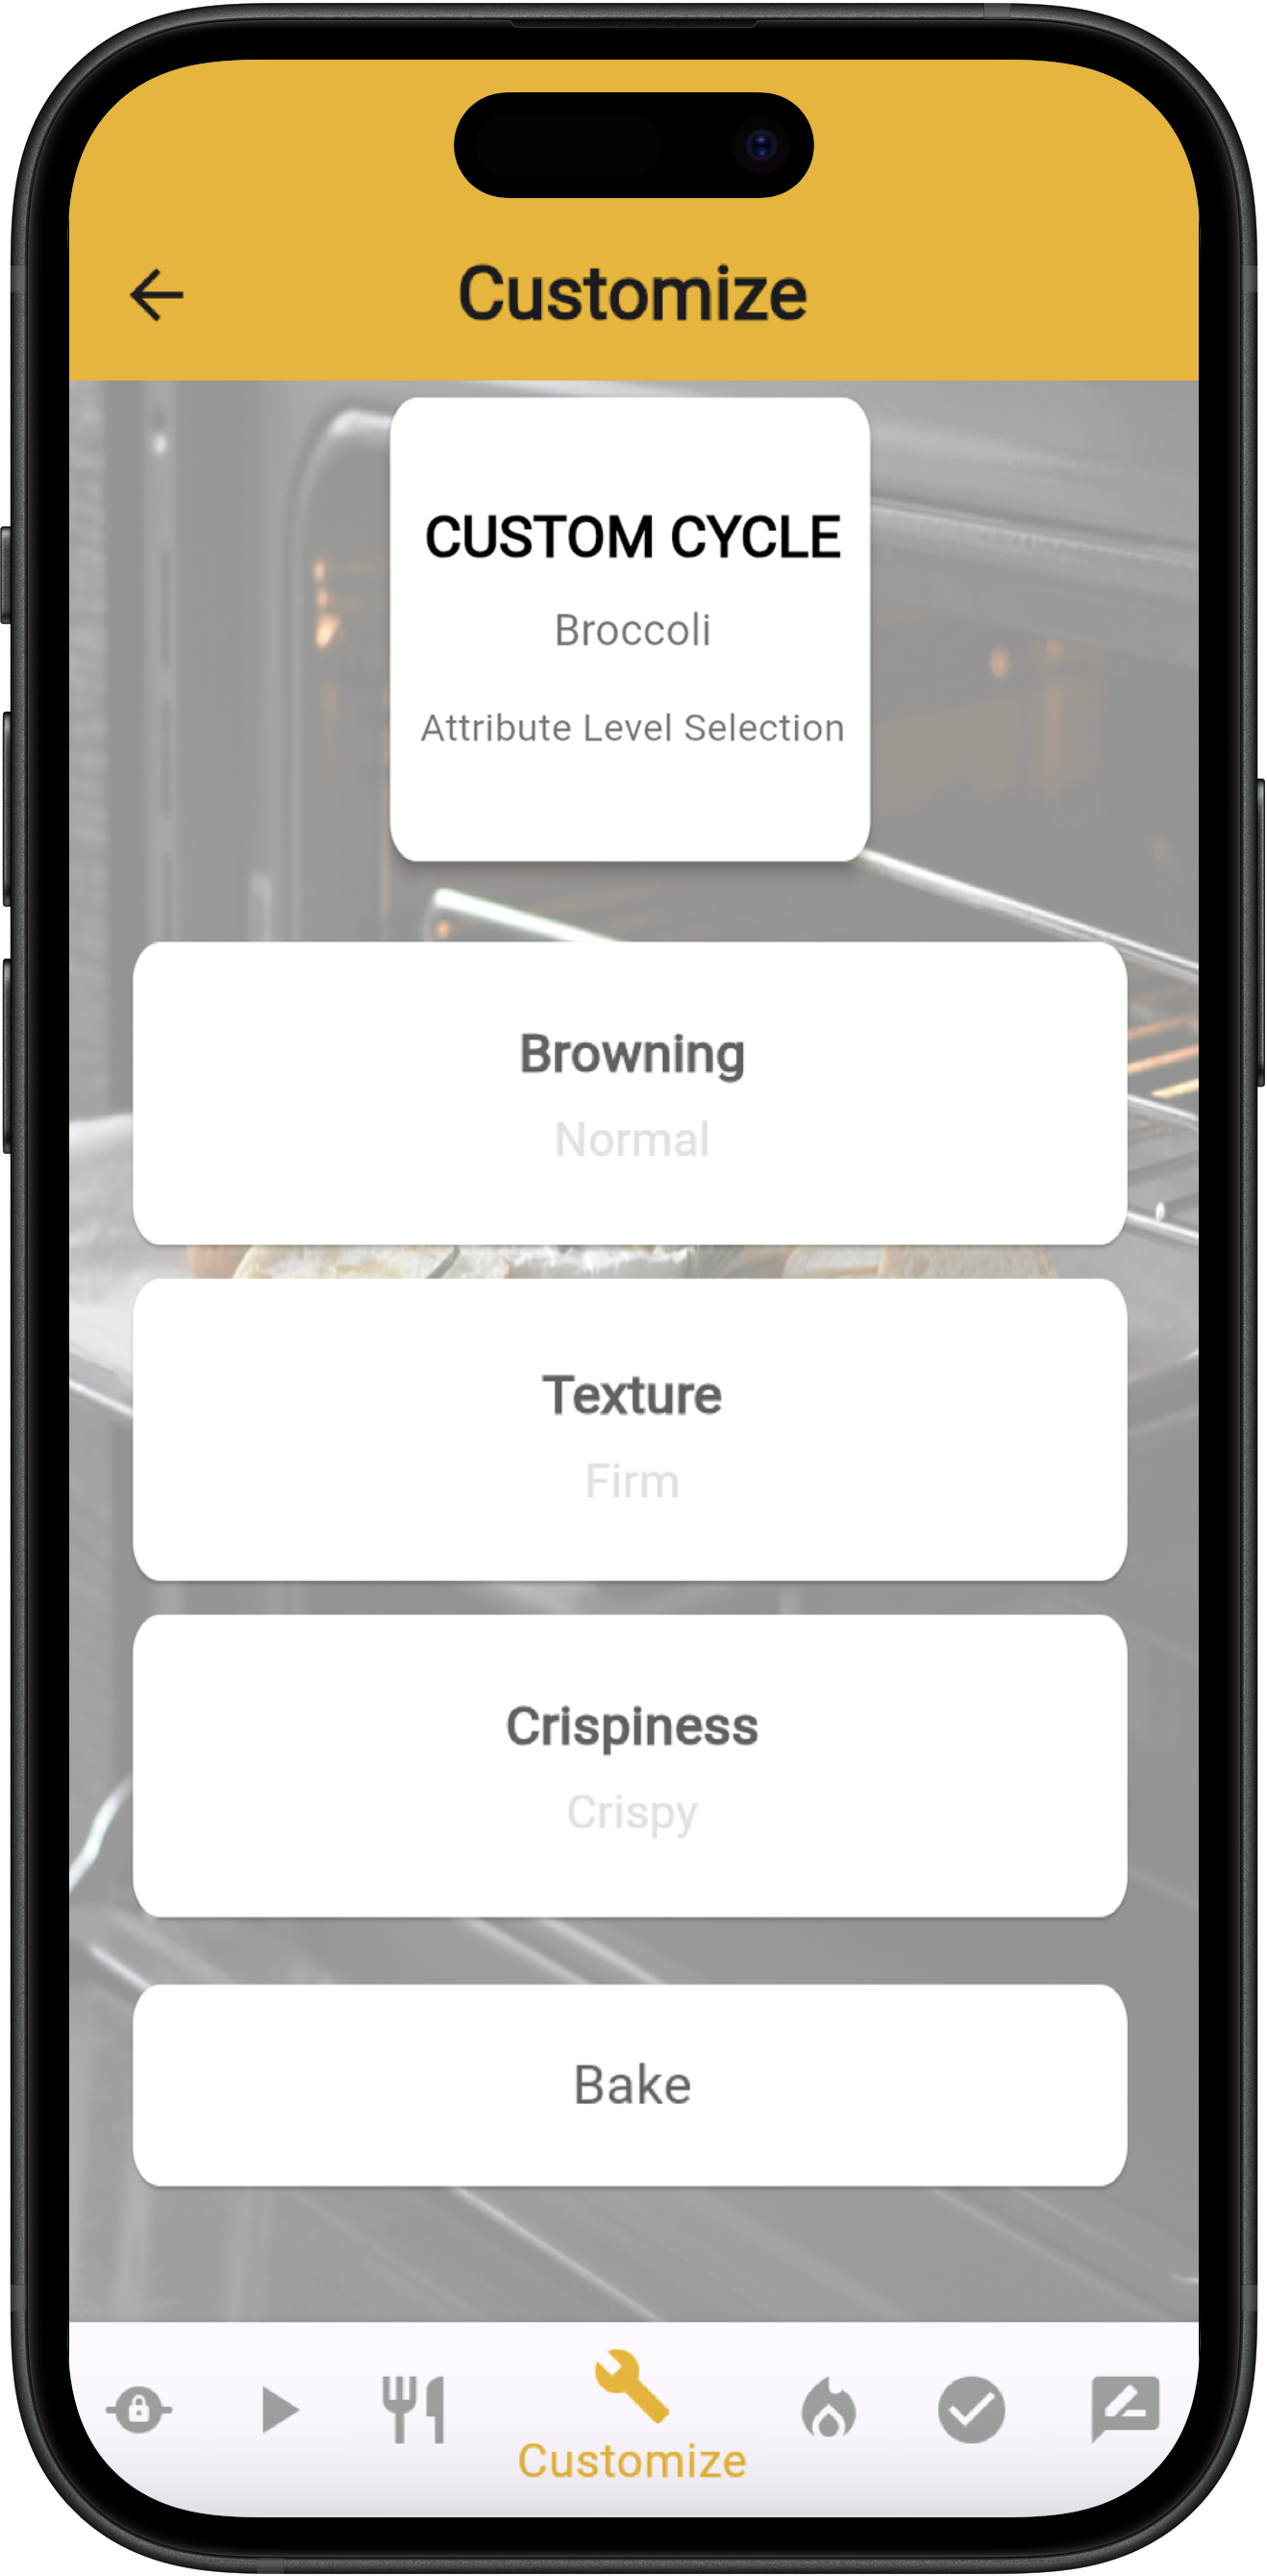 Customize
CUSTOM CYCLE
Broccoli
Attribute Level Selection
Browning
Normal
Texture
Firm
Crispiness
Crispy
Bake
Customize